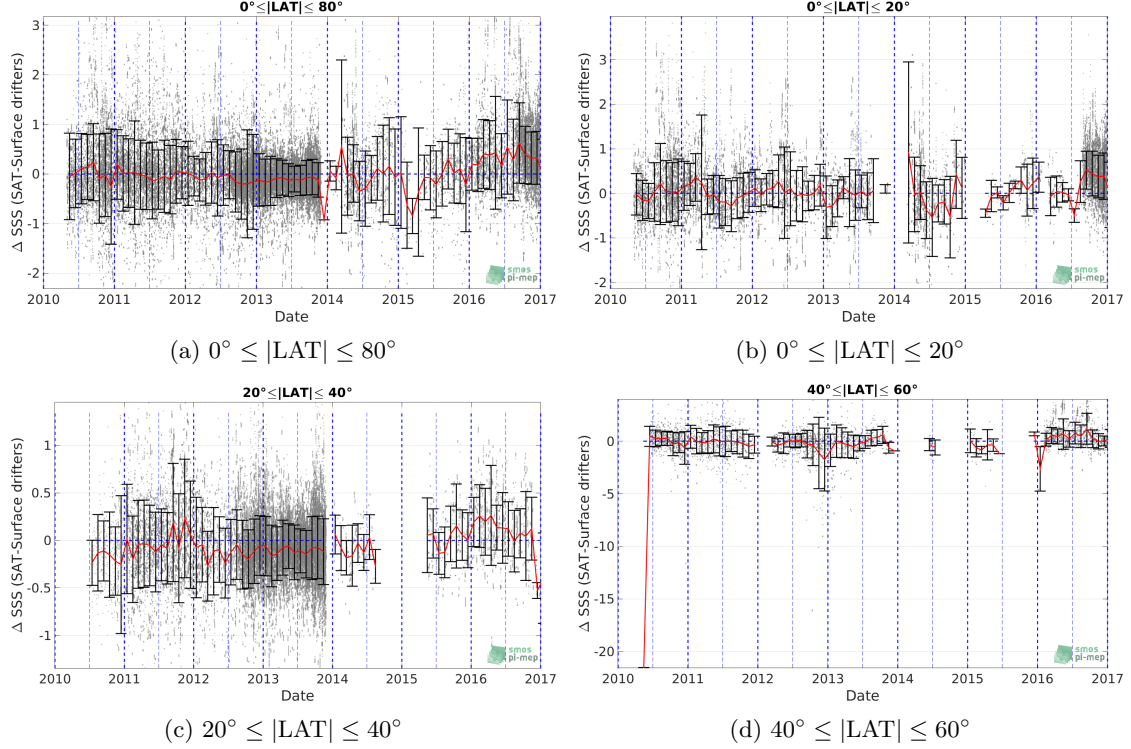 0°≤|LAT|≤ 80°
Δ SSS (SAT-Surface drifters)
3
2
1
0
-1
-2
2010 2011 2012 2013 2014 2015 2016 2017
Date
smos
pi-mep
(a) 0° ≤ |LAT| ≤ 80°
0°≤|LAT|≤ 20°
Δ SSS (SAT-Surface drifters)
3
2
1
0
-1
-2
2010 2011 2012 2013 2014 2015 2016 2017
Date
smos
pi-mep
(b) 0° ≤ |LAT| ≤ 20°
20°≤|LAT|≤ 40°
Δ SSS (SAT-Surface drifters)
1
0.5
0
-0.5
-1
2010 2011 2012 2013 2014 2015 2016 2017
Date
smos
pi-mep
(c) 20° ≤ |LAT| ≤ 40°
40°≤|LAT|≤ 60°
Δ SSS (SAT-Surface drifters)
0
-5
-10
-15
-20
2010 2011 2012 2013 2014 2015 2016 2017
Date
smos
pi-mep
(d) 40° ≤ |LAT| ≤ 60°